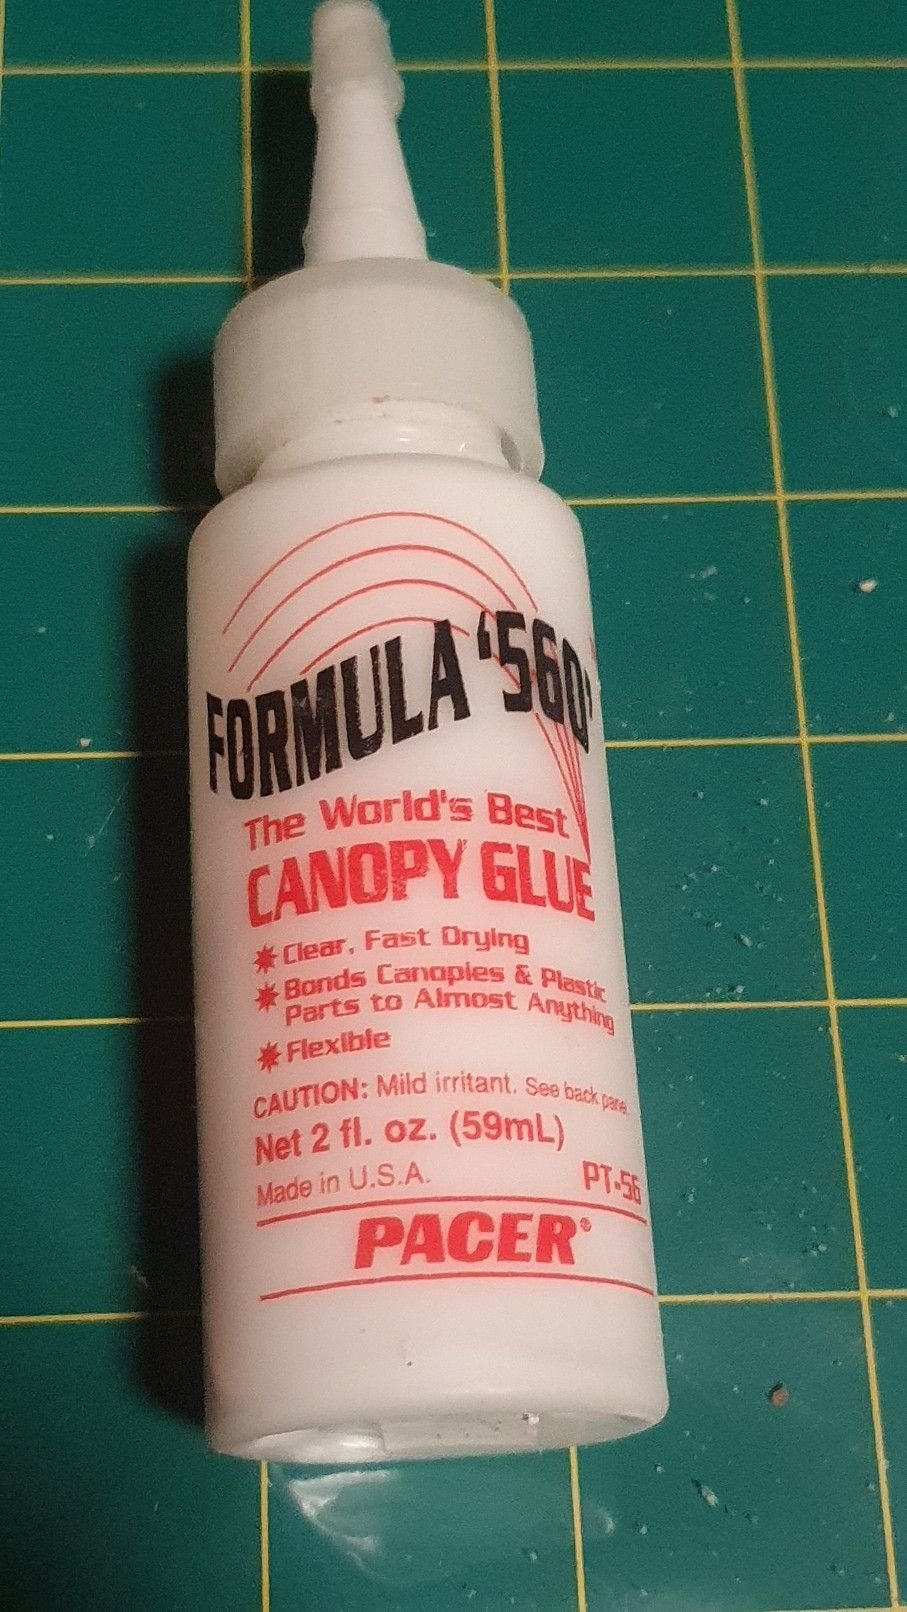 FORMULA '560'
The World's Best
CANOPY GLUE
Clear, Fast Drying
Bonds Canopies & Plastic
Parts to Almost Anything
Flexible
CAUTION: Mild irritant. See back panel.
Net 2 fl. oz. (59mL)
Made in U.S.A. PT-56
PACER®